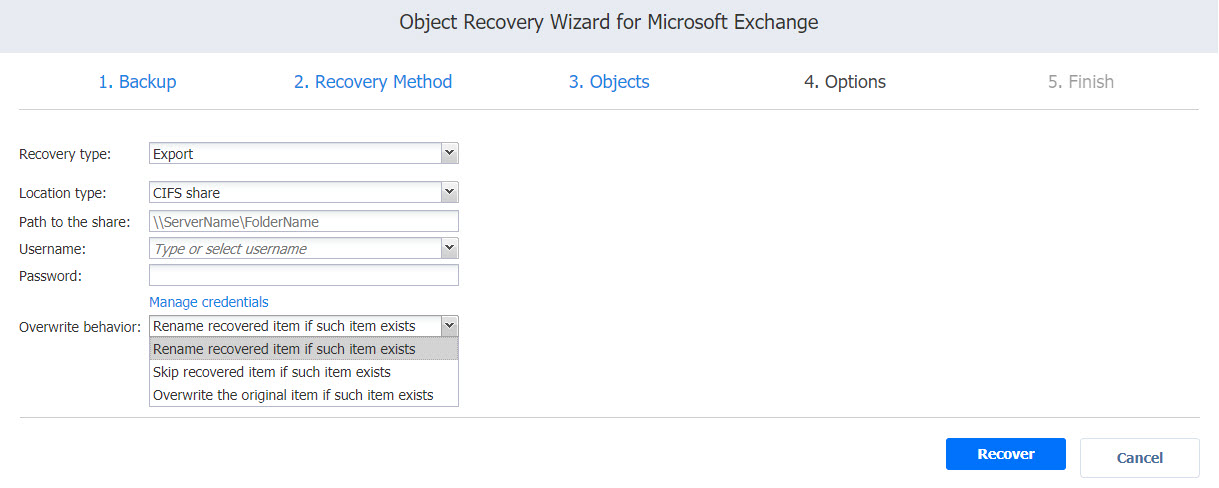 Object Recovery Wizard for Microsoft Exchange
1. Backup 2. Recovery Method 3. Objects 4. Options 5. Finish
Recovery type: Export
Location type: CIFS share
Path to the share: \\ServerName\FolderName
Username: Type or select username
Password:
Manage credentials
Overwrite behavior: Rename recovered item if such item exists
Rename recovered item if such item exists
Skip recovered item if such item exists
Overwrite the original item if such item exists
Recover Cancel